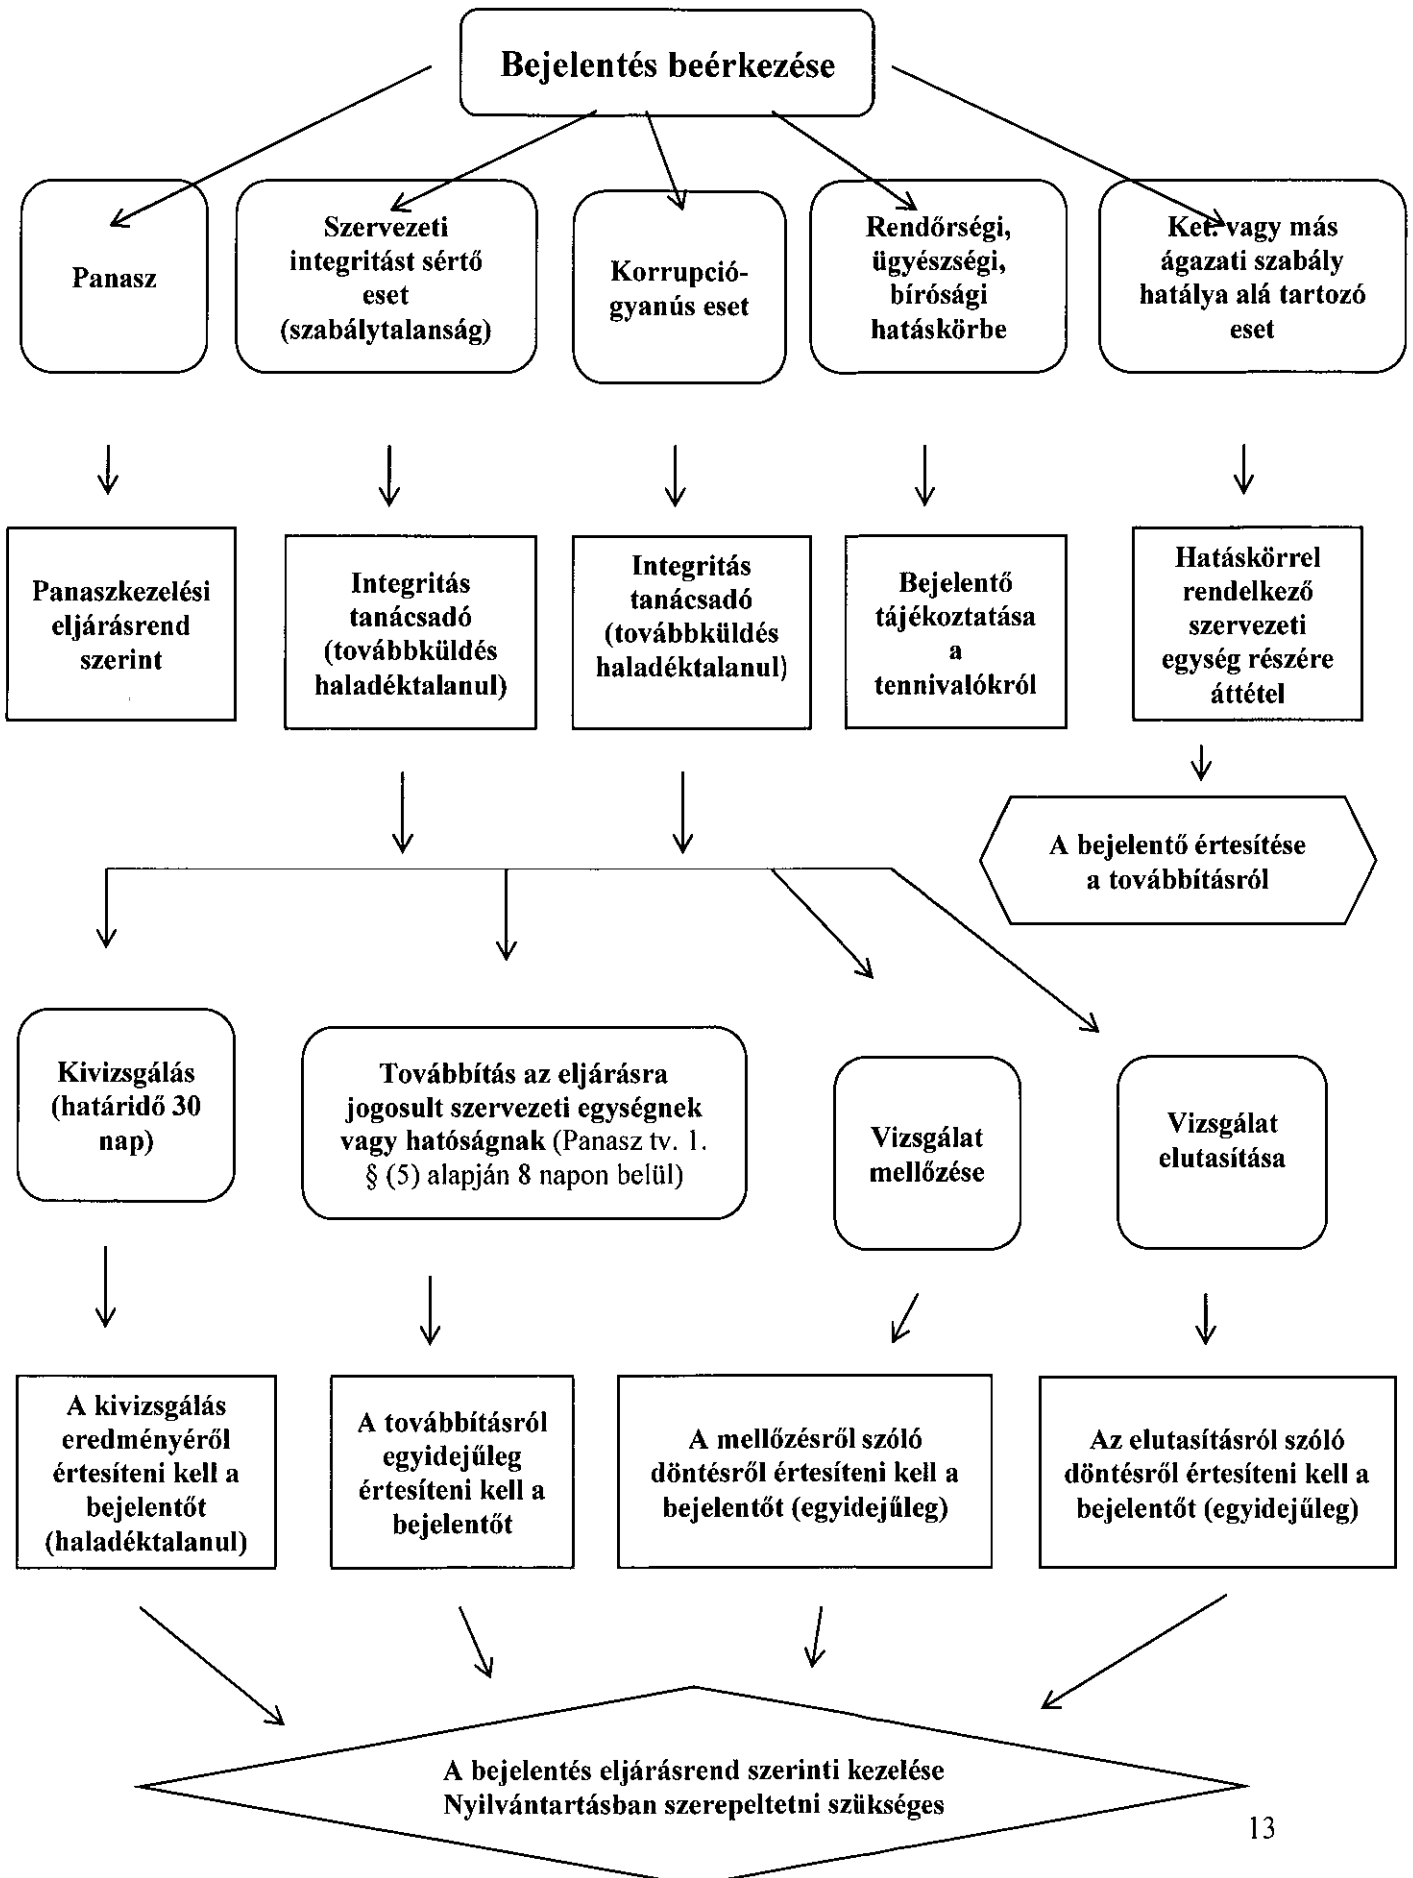 Bejelentés beérkezése
Panasz
Szervezeti
integritást sértő
eset
(szabálytalanság)
Korrupció-
gyanús eset
Rendőrségi,
ügyészségi,
bírósági
hatáskörbe
Ket. vagy más
ágazati szabály
hatálya alá tartozó
eset
Panaszkezelési
eljárásrend
szerint
Integritás
tanácsadó
(továbbküldés
haladéktalanul)
Integritás
tanácsadó
(továbbküldés
haladéktalanul)
Bejelentő
tájékoztatása
a
tennivalókról
Hatáskörrel
rendelkező
szervezeti
egység részére
áttétel
A bejelentő értesítése
a továbbításról
Kivizsgálás
(határidő 30
nap)
Továbbítás az eljárásra
jogosult szervezeti egységnek
vagy hatóságnak (Panasz tv. 1.
§ (5) alapján 8 napon belül)
Vizsgálat
mellőzése
Vizsgálat
elutasítása
A kivizsgálás
eredményéről
értesíteni kell a
bejelentőt
(haladéktalanul)
A továbbításról
egyidejűleg
értesíteni kell a
bejelentőt
A mellőzésről szóló
döntésről értesíteni kell a
bejelentőt (egyidejűleg)
Az elutasításról szóló
döntésről értesíteni kell a
bejelentőt (egyidejűleg)
A bejelentés eljárásrend szerinti kezelése
Nyilvántartásban szerepeltetni szükséges
13